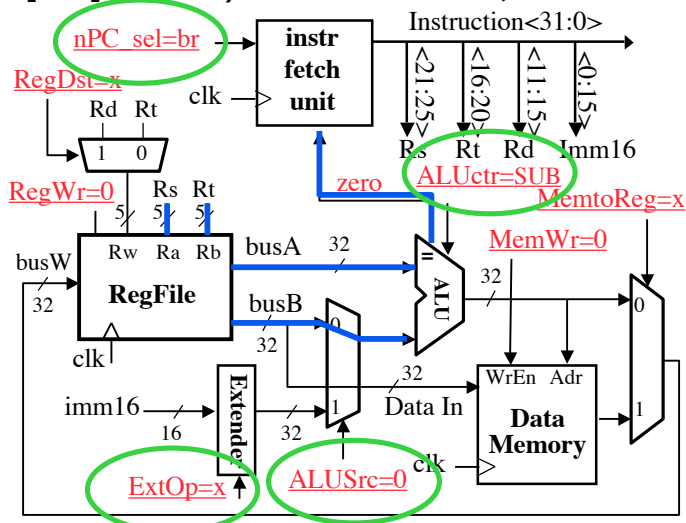 Instruction<31:0>
nPC_sel=br
instr
fetch
unit
clk
<21:25>
<16:20>
<11:15>
<0:15>
RegDst=x
Rd Rt
1 0
Rs Rt Rd Imm16
zero
ALUctr=SUB
MemtoReg=x
RegWr=0
Rs Rt
5 5 5
MemWr=0
Rw Ra Rb
busA
32
=
ALU
32
busW
32
RegFile
busB
32
0
0
clk
32
WrEn Adr
imm16
16
Extender
32
1
Data In
Data
Memory
1
clk
ExtOp=x
ALUSrc=0